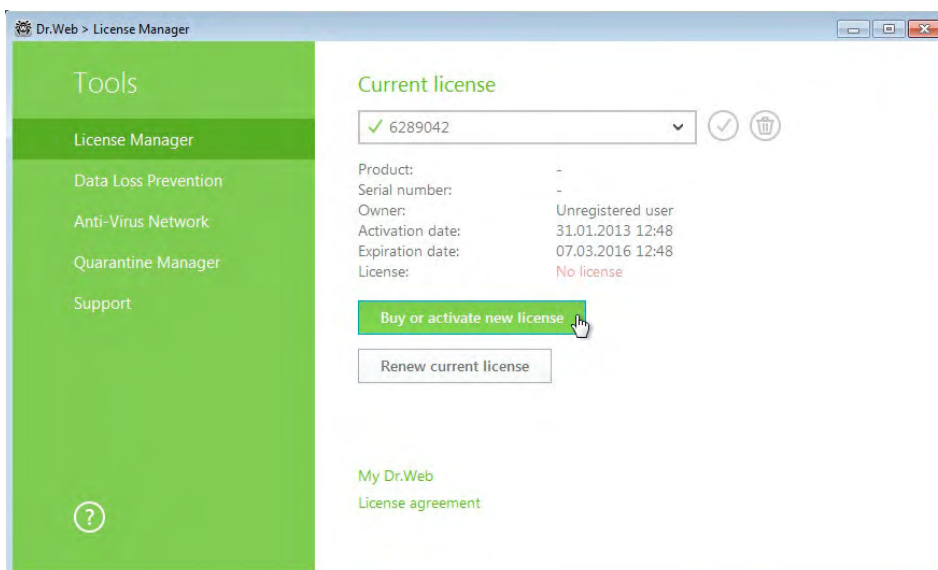 Dr.Web > License Manager
Tools
License Manager
Data Loss Prevention
Anti-Virus Network
Quarantine Manager
Support
?
Current license
6289042
Product: -
Serial number: -
Owner: Unregistered user
Activation date: 31.01.2013 12:48
Expiration date: 07.03.2016 12:48
License: No license
Buy or activate new license
Renew current license
My Dr.Web
License agreement